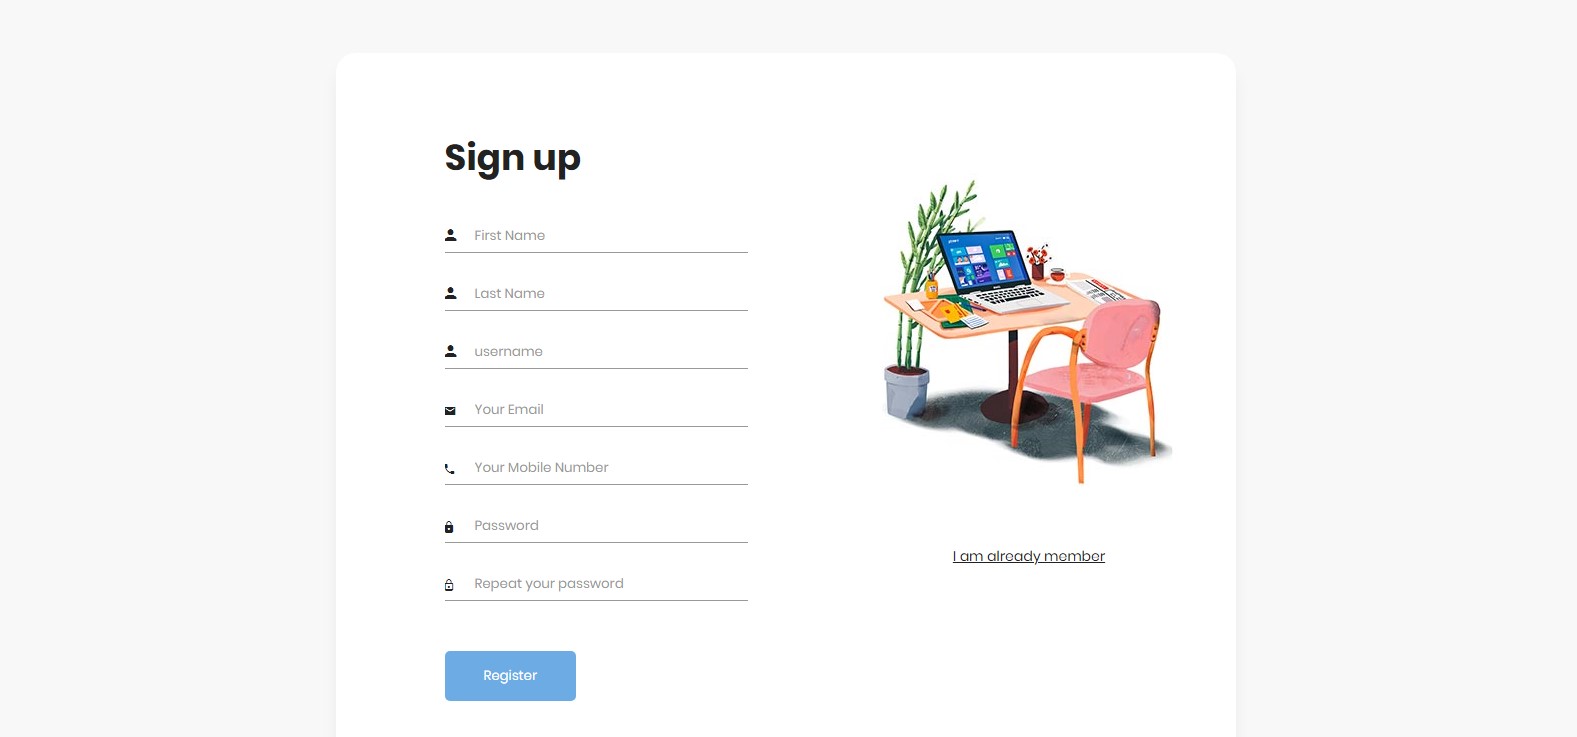 Sign up
First Name
Last Name
username
Your Email
Your Mobile Number
Password
Repeat your password
I am already member
Register